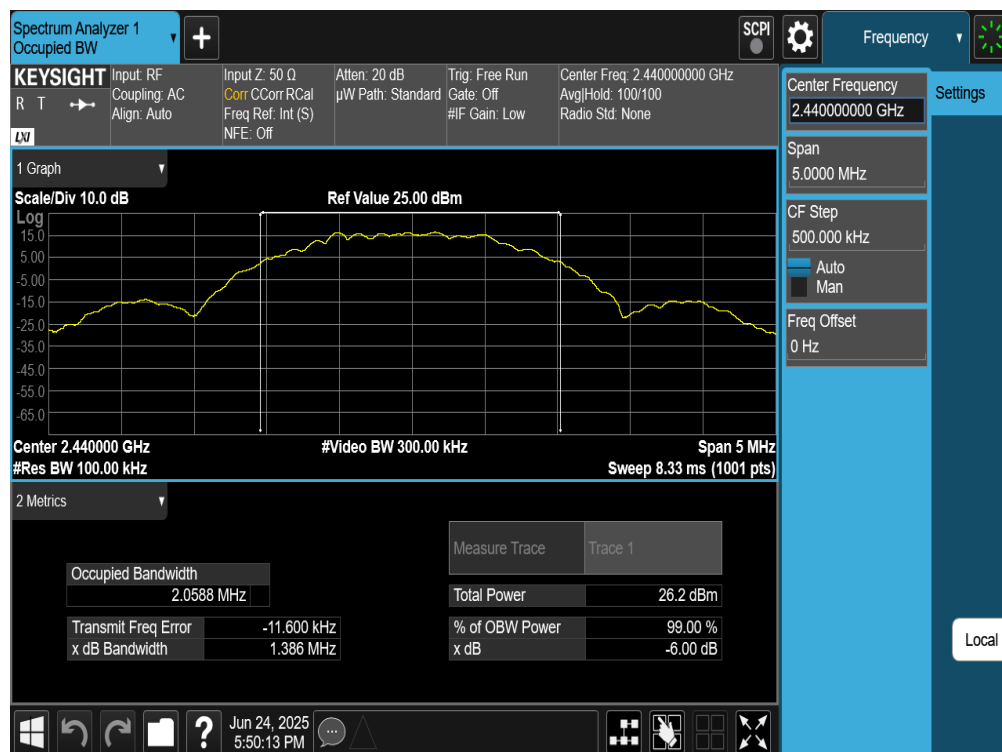 Spectrum Analyzer 1
Occupied BW
+
SCPI
Frequency
KEYSIGHT
R T
LXI
Input: RF
Coupling: AC
Align: Auto
Input Z: 50 Ω
Corr CCorr RCal
Freq Ref: Int (S)
NFE: Off
Atten: 20 dB
µW Path: Standard
Trig: Free Run
Gate: Off
#IF Gain: Low
Center Freq: 2.440000000 GHz
Avg|Hold: 100/100
Radio Std: None
Center Frequency
2.440000000 GHz
Settings
Span
5.0000 MHz
CF Step
500.000 kHz
Auto
Man
Freq Offset
0 Hz
Local
1 Graph
Scale/Div 10.0 dB
Ref Value 25.00 dBm
Log
15.0
5.00
-5.00
-15.0
-25.0
-35.0
-45.0
-55.0
-65.0
Center 2.440000 GHz
#Video BW 300.00 kHz
Span 5 MHz
#Res BW 100.00 kHz
Sweep 8.33 ms (1001 pts)
2 Metrics
Measure Trace
Trace 1
Occupied Bandwidth
2.0588 MHz
Total Power
26.2 dBm
Transmit Freq Error
-11.600 kHz
% of OBW Power
99.00 %
x dB Bandwidth
1.386 MHz
x dB
-6.00 dB
?
Jun 24, 2025
5:50:13 PM